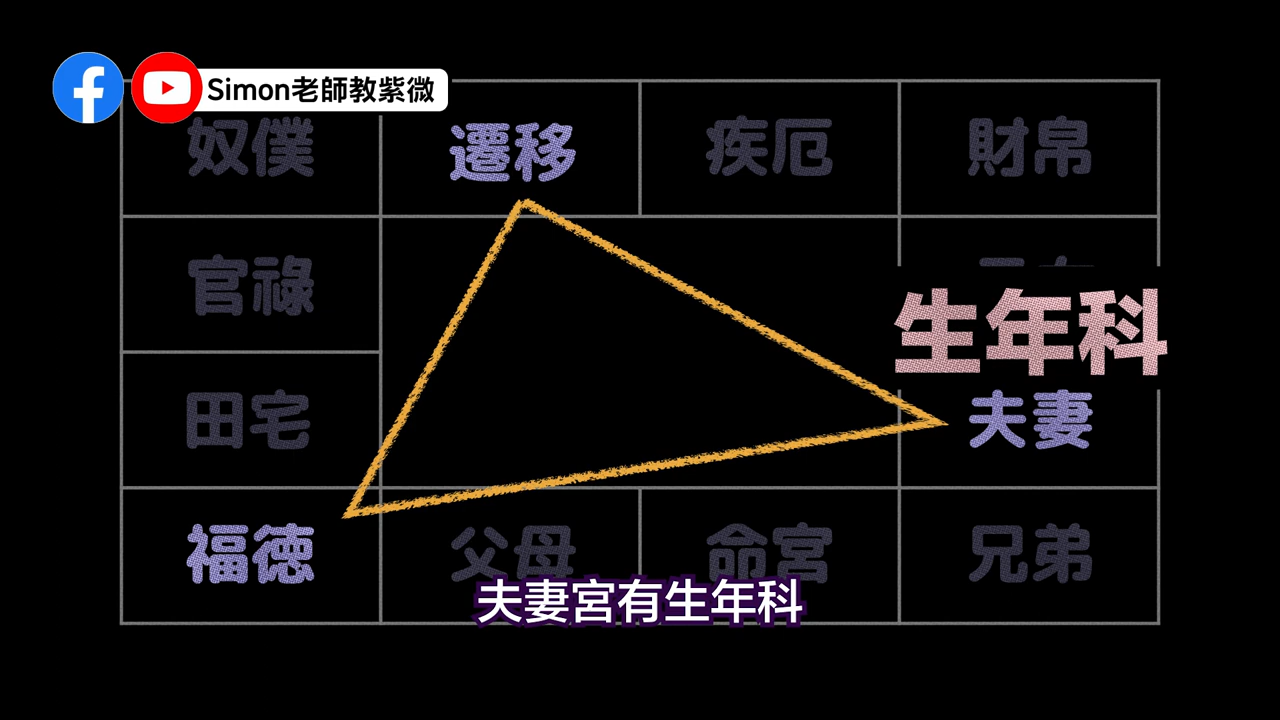 Simon老師教紫微
奴僕
遷移
疾厄
財帛
官祿
生年科
田宅
夫妻
福德
父母
命宮
兄弟
夫妻宮有生年科